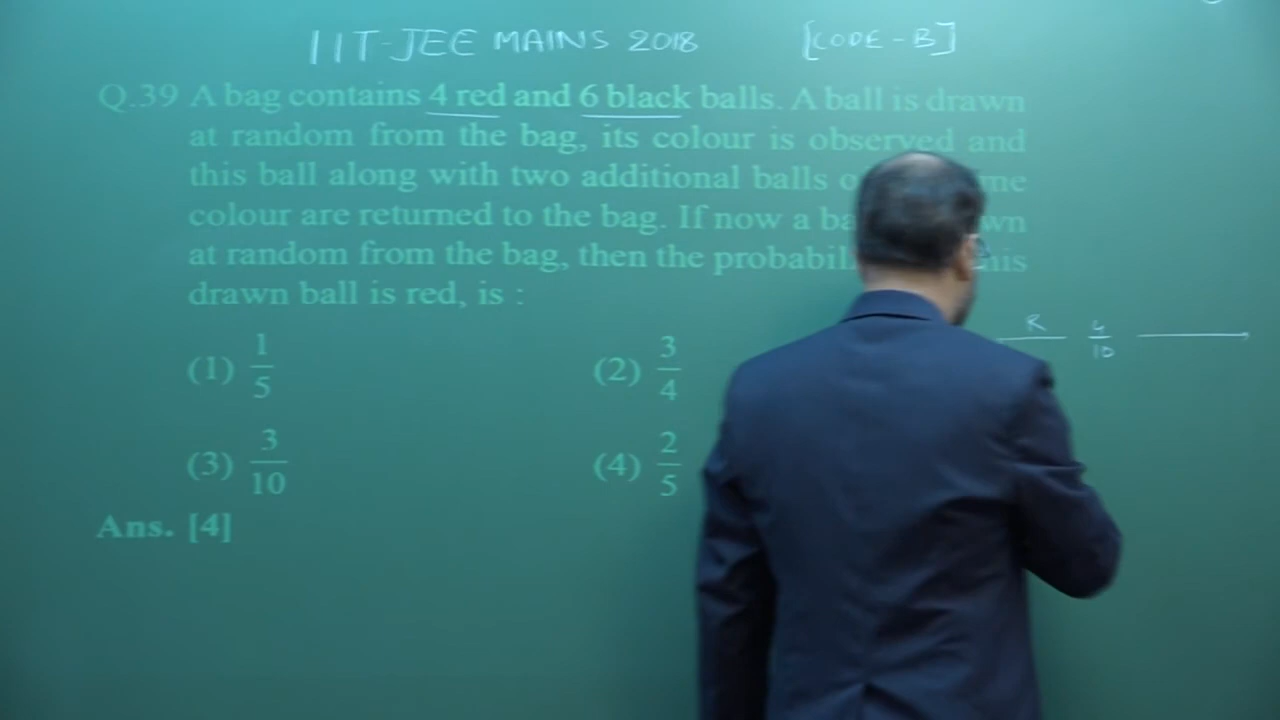 IIT-JEE MAINS 2018 [CODE-B]
Q.39 A bag contains 4 red and 6 black balls. A ball is drawn
at random from the bag, its colour is observed and
this ball along with two additional balls
colour are returned to the bag. If now a
at random from the bag, then the
drawn ball is red, is :
(1) 1/5 (2) 3/4
R 4/10
(3) 3/10 (4) 2/5
Ans. [4]